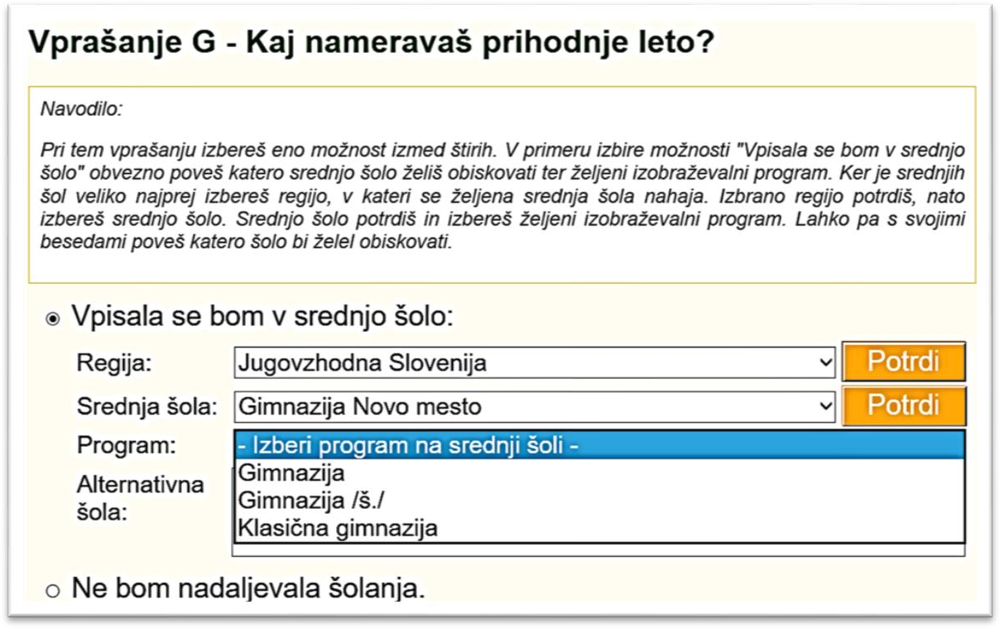 Vprašanje G - Kaj nameravaš prihodnje leto?
Navodilo:
Pri tem vprašanju izbereš eno možnost izmed štirih. V primeru izbire možnosti "Vpisala se bom v srednjo
šolo" obvezno poveš katero srednjo šolo želiš obiskovati ter željeni izobraževalni program. Ker je srednjih
šol veliko najprej izbereš regijo, v kateri se željena srednja šola nahaja. Izbrano regijo potrdiš, nato
izbereš srednjo šolo. Srednjo šolo potrdiš in izbereš željeni izobraževalni program. Lahko pa s svojimi
besedami poveš katero šolo bi želel obiskovati.
Vpisala se bom v srednjo šolo:
Regija: Jugovzhodna Slovenija Potrdi
Srednja šola: Gimnazija Novo mesto Potrdi
Program: - Izberi program na srednji šoli -
Gimnazija
Alternativna
šola:
Gimnazija /š./
Klasična gimnazija
Ne bom nadaljevala šolanja.